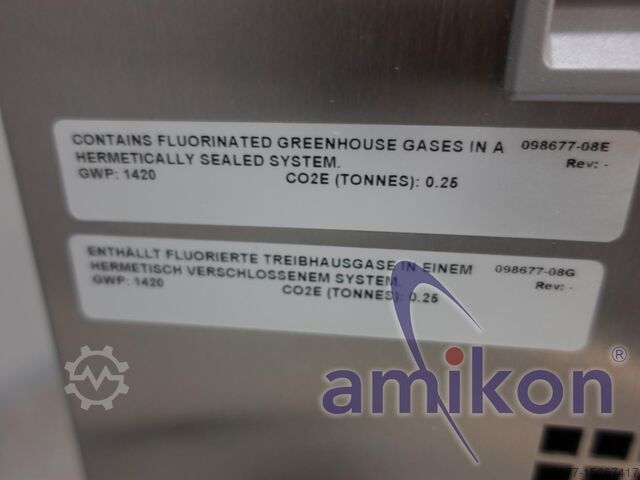 CONTAINS FLUORINATED GREENHOUSE GASES IN A 098677-08E
HERMETICALLY SEALED SYSTEM. Rev: -
GWP: 1420 CO2E (TONNES): 0.25
ENTHÄLLT FLUORIERTE TREIBHAUSGASE IN EINEM 098677-08G
HERMETISCH VERSCHLOSSENEM SYSTEM. Rev: -
GWP: 1420 CO2E (TONNES): 0.25
amikon®